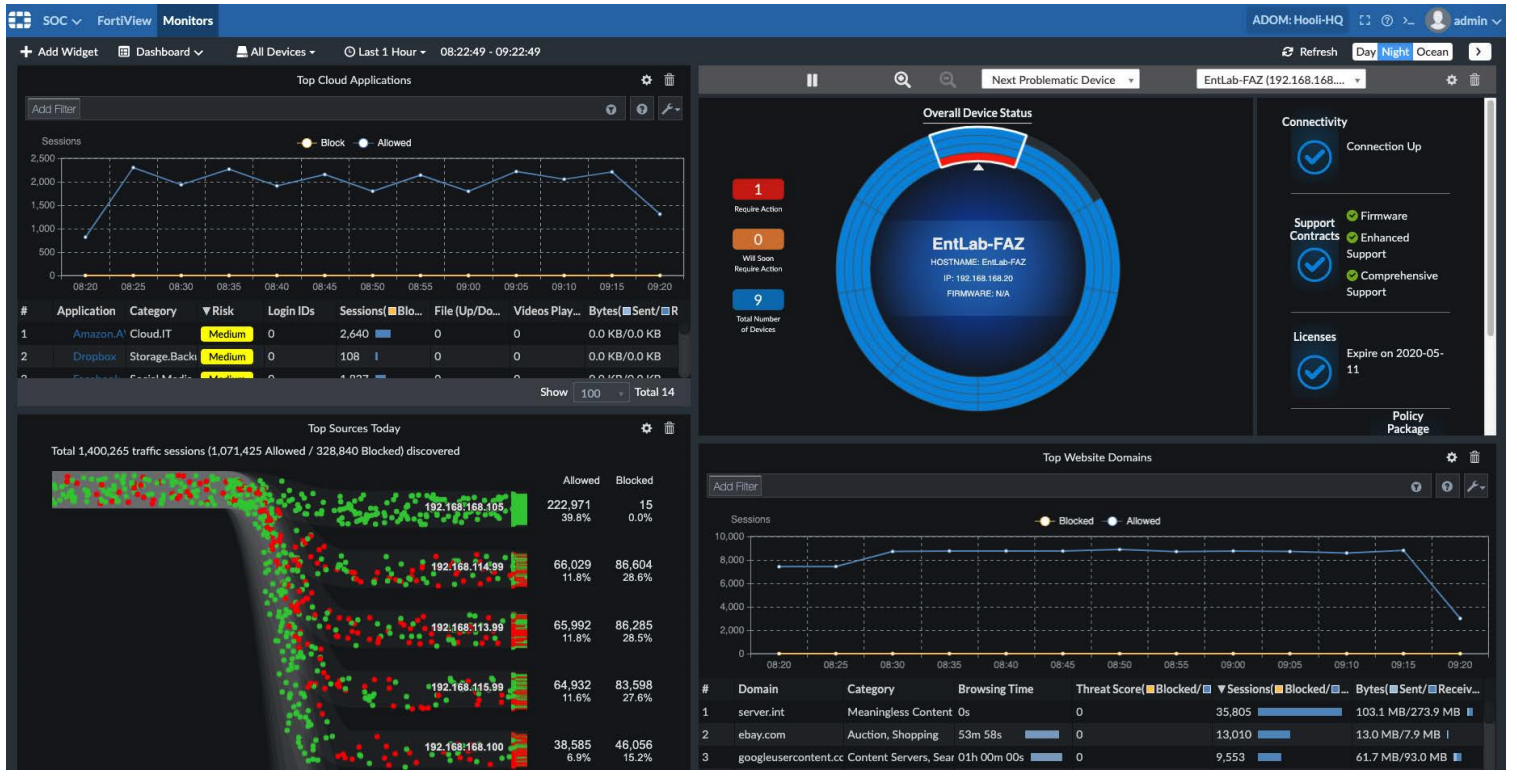 SOC FortiView Monitors ADOM: Hooli-HQ admin
Add Widget Dashboard All Devices Last 1 Hour 08:22:49 - 09:22:49 Refresh Day Night Ocean
Top Cloud Applications
Add Filter
Sessions
Block Allowed
2,500
2,000
1,500
1,000
500
0
08:20 08:25 08:30 08:35 08:40 08:45 08:50 08:55 09:00 09:05 09:10 09:15 09:20
# Application Category ▼Risk Login IDs Sessions(Blo... File (Up/Do... Videos Play... Bytes(Sent/R
1 Amazon.A Cloud.IT Medium 0 2,640 0 0 0.0 KB/0.0 KB
2 Dropbox Storage.Backu Medium 0 108 0 0 0.0 KB/0.0 KB
Show 100 Total 14
Next Problematic Device EntLab-FAZ (192.168.168....
Overall Device Status
1
Require Action
0
Will Soon
Require Action
9
Total Number
of Devices
EntLab-FAZ
HOSTNAME: EntLab-FAZ
IP: 192.168.168.20
FIRMWARE: N/A
Connectivity
Connection Up
Support
Contracts
Firmware
Enhanced
Support
Comprehensive
Support
Licenses
Expire on 2020-05-
11
Policy
Package
Top Sources Today
Total 1,400,265 traffic sessions (1,071,425 Allowed / 328,840 Blocked) discovered
Allowed Blocked
192.168.168.105 222,971 15
39.8% 0.0%
192.168.114.99 66,029 86,604
11.8% 28.6%
192.168.113.99 65,992 86,285
11.8% 28.5%
192.168.115.99 64,932 83,598
11.6% 27.6%
192.168.168.100 38,585 46,056
6.9% 15.2%
Top Website Domains
Add Filter
Sessions
Blocked Allowed
10,000
8,000
6,000
4,000
2,000
0
08:20 08:25 08:30 08:35 08:40 08:45 08:50 08:55 09:00 09:05 09:10 09:15 09:20
# Domain Category Browsing Time Threat Score(Blocked/ ▼Sessions(Blocked/... Bytes(Sent/Receiv...
1 server.int Meaningless Content 0s 0 35,805 103.1 MB/273.9 MB
2 ebay.com Auction, Shopping 53m 58s 0 13,010 13.0 MB/7.9 MB
3 googleusercontent.cc Content Servers, Sear 01h 00m 00s 0 9,553 61.7 MB/93.0 MB